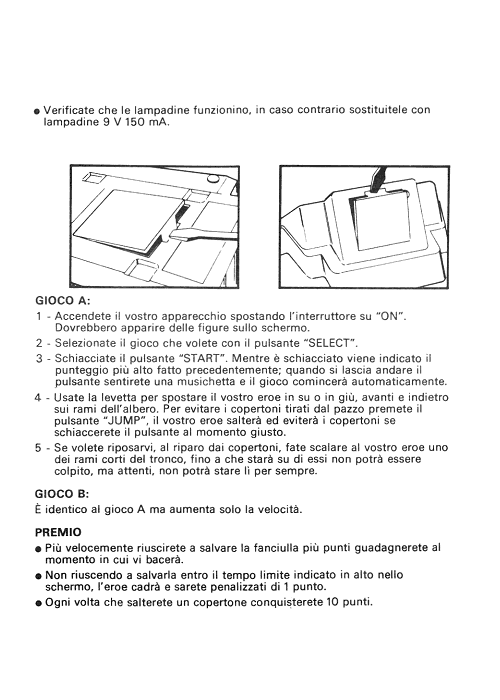 ● Verificate che le lampadine funzionino, in caso contrario sostituitele con
lampadine 9 V 150 mA.
GIOCO A:
1 - Accendete il vostro apparecchio spostando l'interruttore su "ON".
Dovrebbero apparire delle figure sullo schermo.
2 - Selezionate il gioco che volete con il pulsante "SELECT".
3 - Schiacciate il pulsante "START". Mentre è schiacciato viene indicato il
punteggio più alto fatto precedentemente; quando si lascia andare il
pulsante sentirete una musichetta e il gioco comincerà automaticamente.
4 - Usate la levetta per spostare il vostro eroe in su o in giù, avanti e indietro
sui rami dell'albero. Per evitare i copertoni tirati dal pazzo premete il
pulsante "JUMP", il vostro eroe salterà ed eviterà i copertoni se
schiaccerete il pulsante al momento giusto.
5 - Se volete riposarvi, al riparo dai copertoni, fate scalare al vostro eroe uno
dei rami corti del tronco, fino a che starà su di essi non potrà essere
colpito, ma attenti, non potrà stare lì per sempre.
GIOCO B:
È identico al gioco A ma aumenta solo la velocità.
PREMIO
● Più velocemente riuscirete a salvare la fanciulla più punti guadagnerete al
momento in cui vi bacerà.
● Non riuscendo a salvarla entro il tempo limite indicato in alto nello
schermo, l'eroe cadrà e sarete penalizzati di 1 punto.
● Ogni volta che salterete un copertone conquisterete 10 punti.